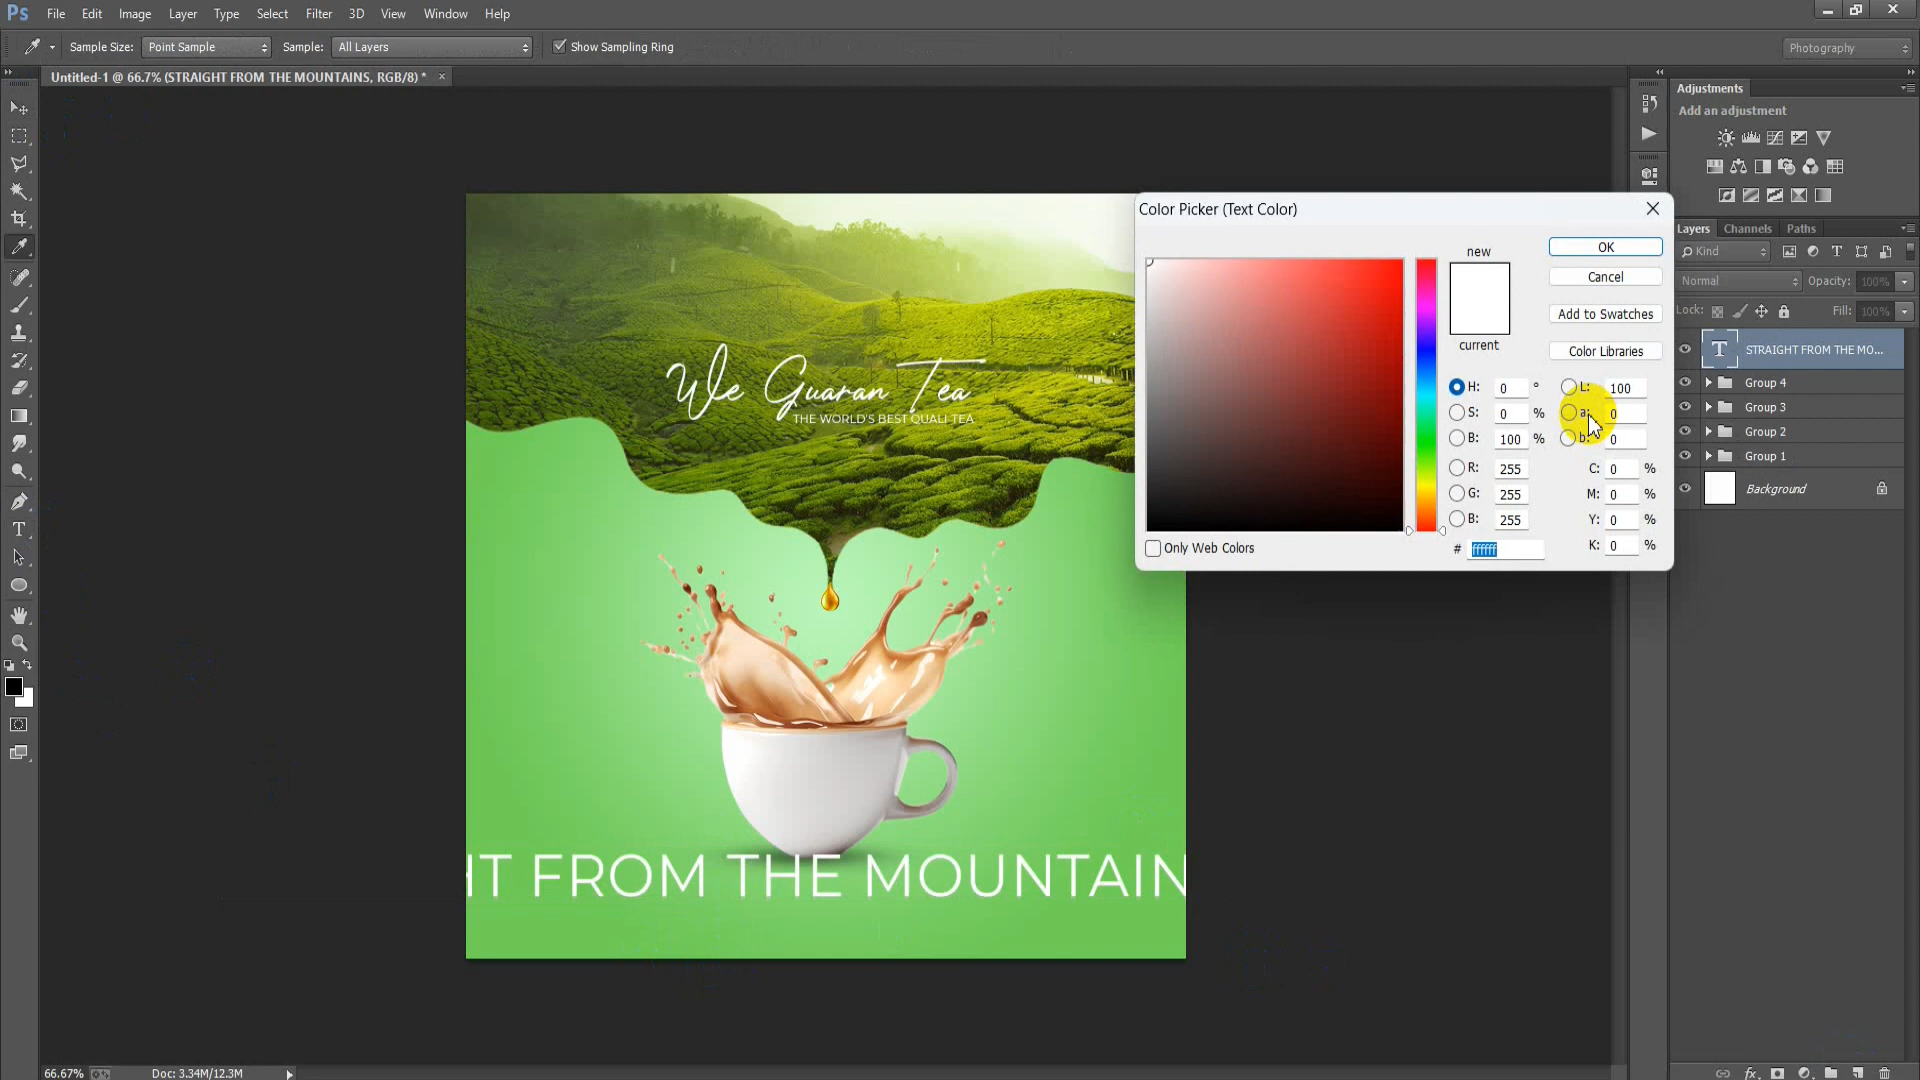 Ps File Edit Image Layer Type Select Filter 3D View Window Help
Sample Size: Point Sample Sample: All Layers Show Sampling Ring Photography
Untitled-1 @ 66.7% (STRAIGHT FROM THE MOUNTAINS, RGB/8) * ×
Adjustments
Add an adjustment
Layers Channels Paths
Kind
Normal Opacity: 100%
Lock: Fill: 100%
T STRAIGHT FROM THE MO...
Group 4
Group 3
Group 2
Group 1
Background
Color Picker (Text Color)
new
current
OK
Cancel
Add to Swatches
Color Libraries
H: 0 ° L: 100
S: 0 % a: 0
B: 100 % b: 0
R: 255 C: 0 %
G: 255 M: 0 %
B: 255 Y: 0 %
# ffffff K: 0 %
Only Web Colors
We Guaran Tea
THE WORLD'S BEST QUALI TEA
HT FROM THE MOUNTAIN
66.67% Doc: 3.34M/12.3M